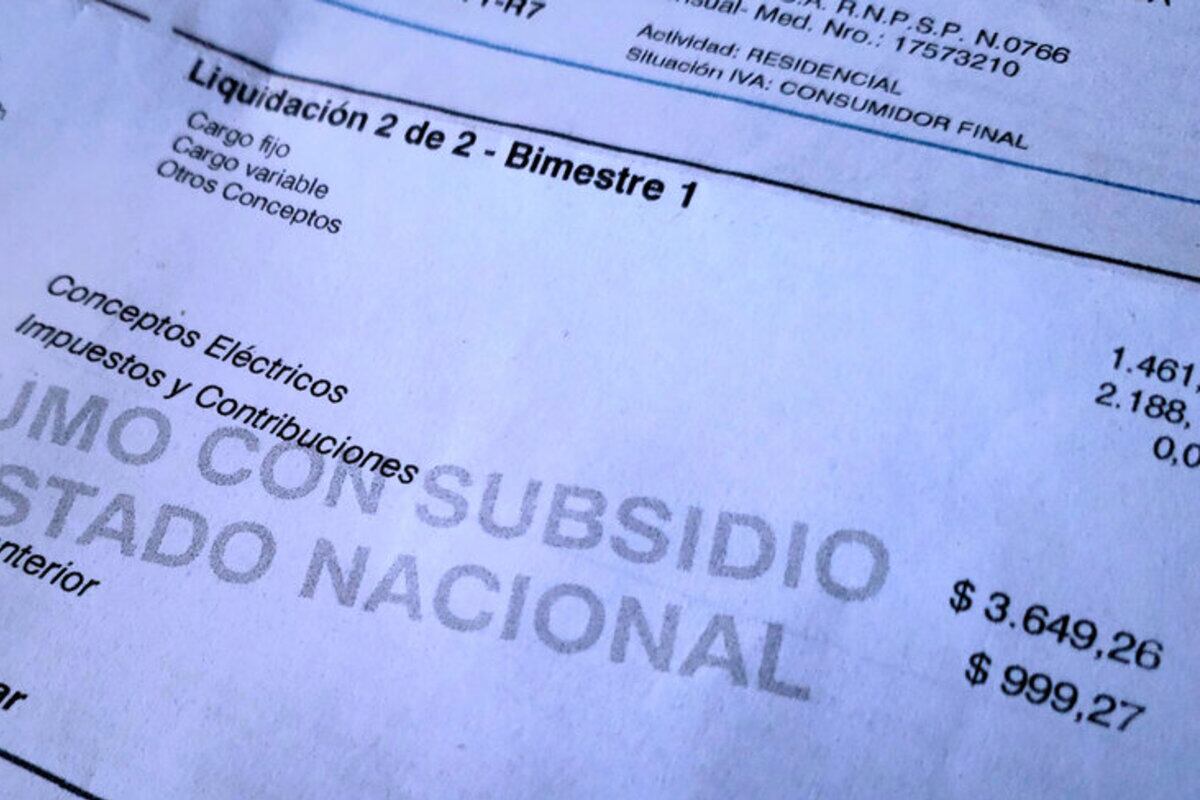 R.N.P.S.P. N.0766
Med. Nro.: 17573210
Actividad: RESIDENCIAL
Situación IVA: CONSUMIDOR FINAL
Liquidación 2 de 2 - Bimestre 1
Cargo fijo
Cargo variable
Otros Conceptos
1.461,
2.188,
0,0
Conceptos Eléctricos
$ 3.649,26
Impuestos y Contribuciones
$ 999,27
UMO CON SUBSIDIO
STADO NACIONAL
nterior
ar